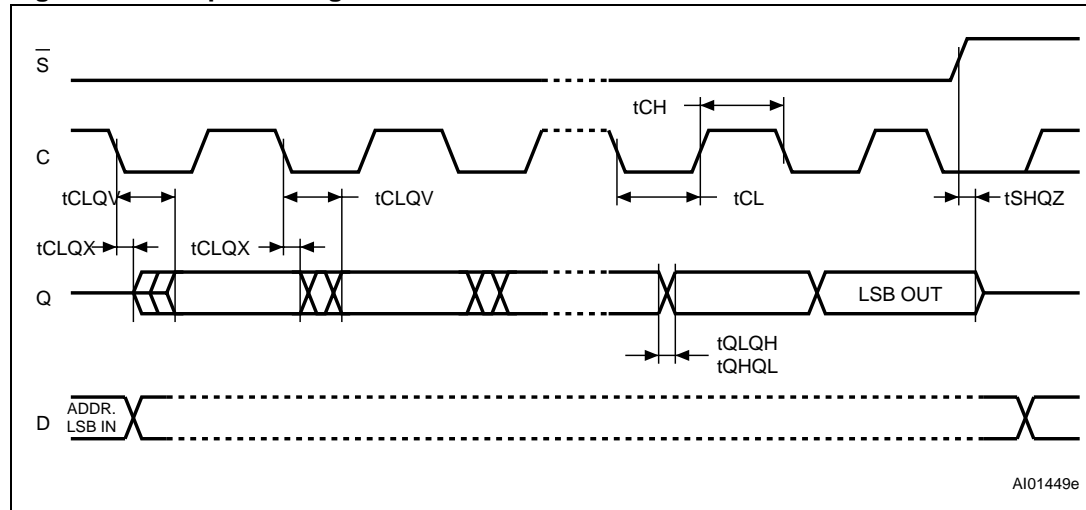 S
tCH
C
tCLQV
tCLQV
tCL
tSHQZ
tCLQX
tCLQX
Q
LSB OUT
tQLQH
tQHQL
D
ADDR.
LSB IN
AI01449e